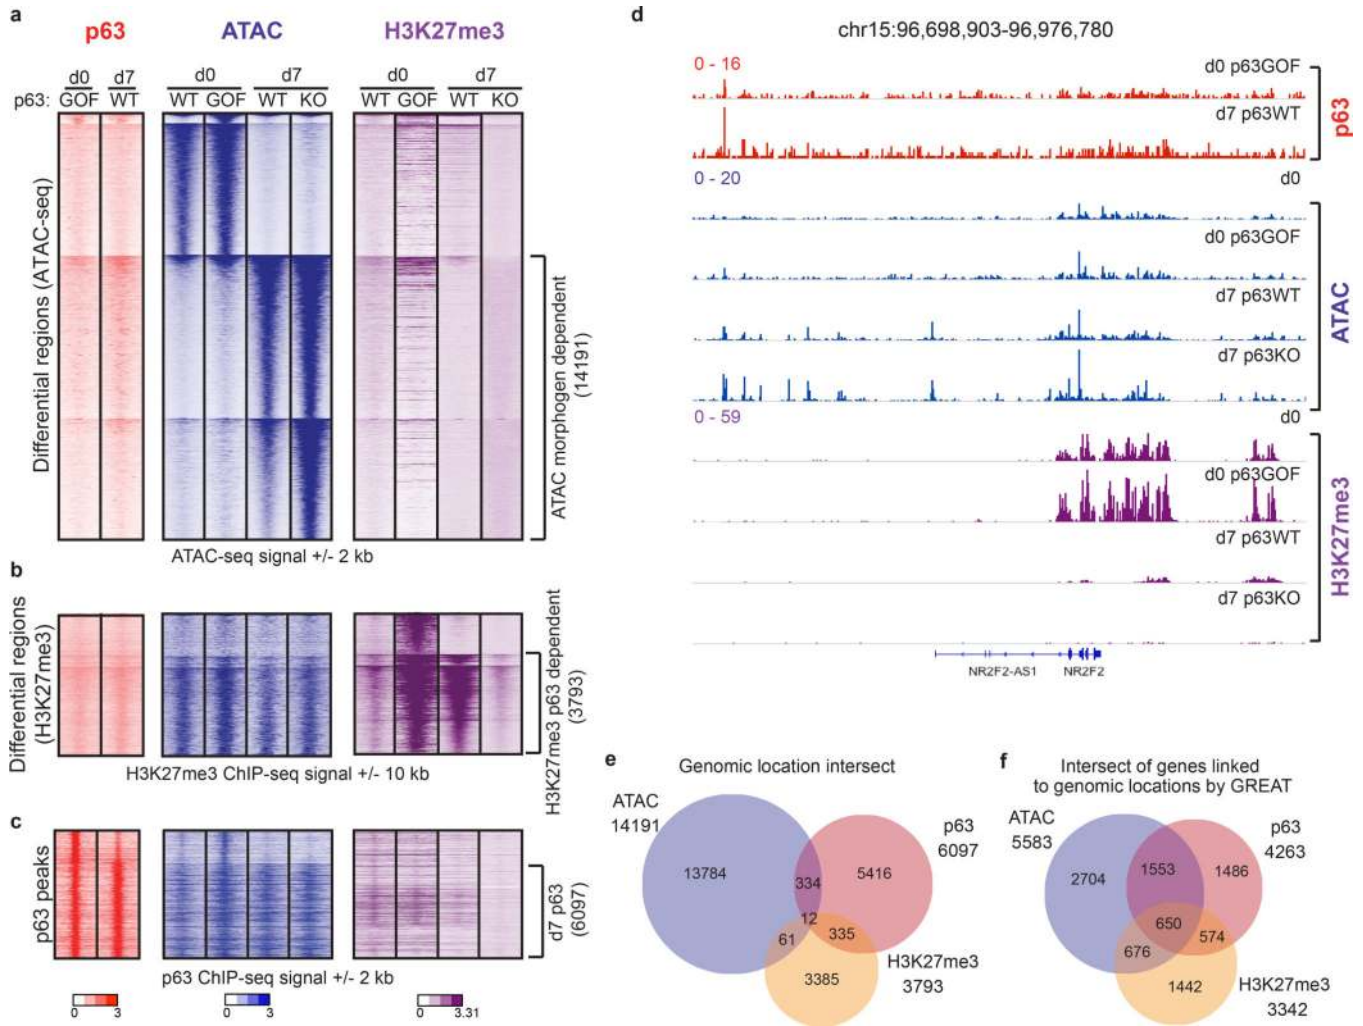 a
p63 ATAC H3K27me3
d0 d7 d0 d7 d0 d7
p63: GOF WT WT GOF WT KO WT GOF WT KO
Differential regions (ATAC-seq)
ATAC morphogen dependent
(14191)
ATAC-seq signal +/- 2 kb
b
Differential regions
(H3K27me3)
H3K27me3 p63 dependent
(3793)
H3K27me3 ChIP-seq signal +/- 10 kb
c
p63 peaks
d7 p63
(6097)
p63 ChIP-seq signal +/- 2 kb
0 3 0 3 0 3.31
d
chr15:96,698,903-96,976,780
0 - 16
d0 p63GOF
d7 p63WT
p63
0 - 20
d0
d0 p63GOF
d7 p63WT
d7 p63KO
ATAC
0 - 59
d0
d0 p63GOF
d7 p63WT
d7 p63KO
H3K27me3
NR2F2-AS1 NR2F2
e
Genomic location intersect
ATAC
14191
p63
6097
13784
334
5416
12
61
335
3385
H3K27me3
3793
f
Intersect of genes linked
to genomic locations by GREAT
ATAC
5583
p63
4263
2704
1553
1486
650
676
574
1442
H3K27me3
3342